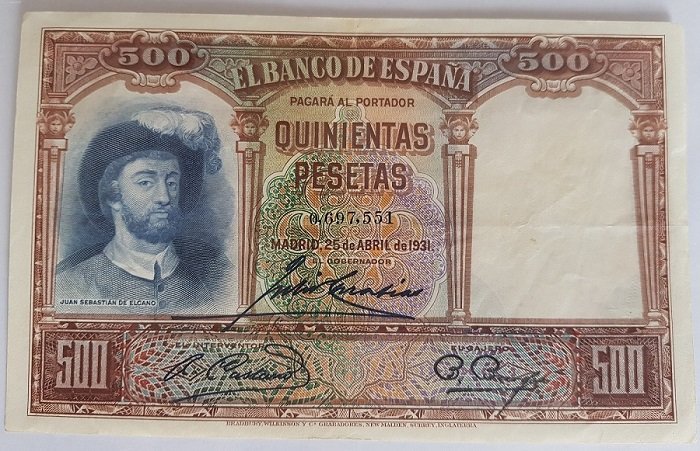 500
500
EL BANCO DE ESPAÑA
PAGARÁ AL PORTADOR
QUINIENTAS
PESETAS
0,697,551
MADRID, 25 de ABRIL de 1931
EL GOBERNADOR
JUAN SEBASTIÁN DE ELCANO
EL INTERVENTOR
EL CAJERO
500
500
BRADBURY, WILKINSON Y Cª GRABADORES, NEW MALDEN, SURREY, INGLATERRA